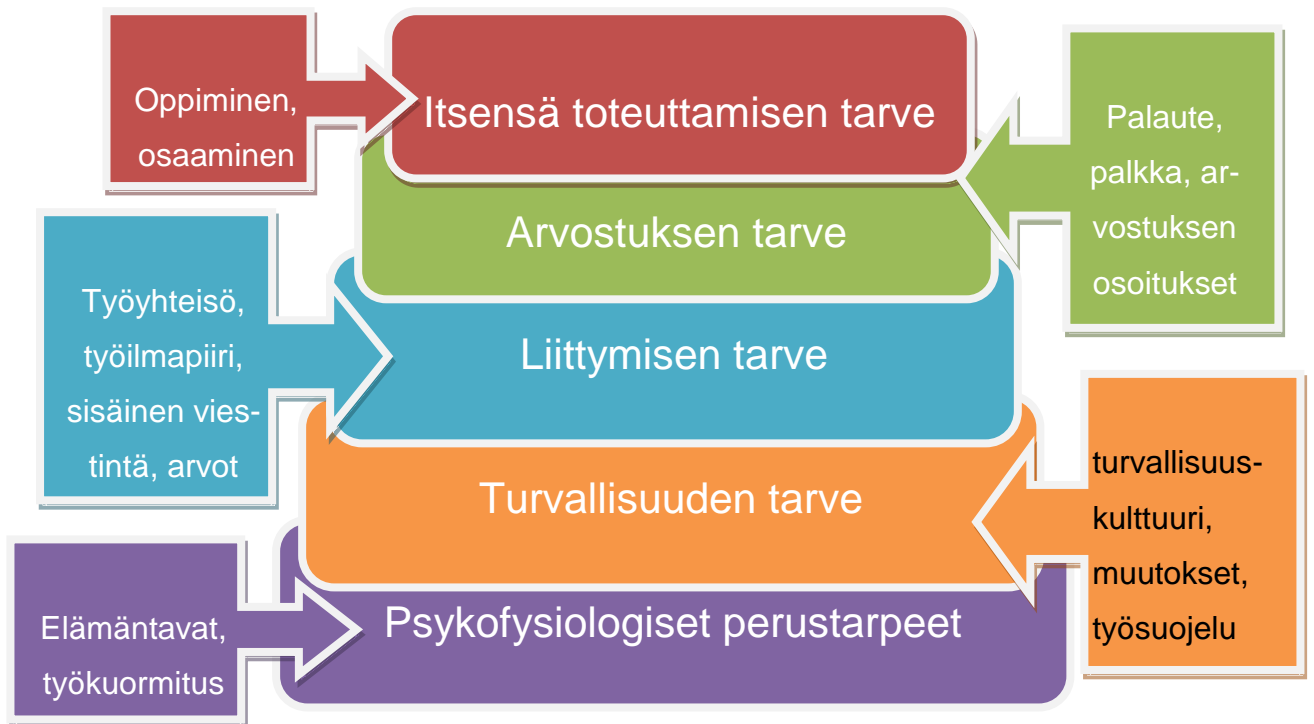 Oppiminen,
osaaminen
Itsensä toteuttamisen tarve
Palaute,
palkka, ar-
vostuksen
osoitukset
Arvostuksen tarve
Työyhteisö,
työilmapiiri,
sisäinen vies-
tintä, arvot
Liittymisen tarve
turvallisuus-
kulttuuri,
muutokset,
työsuojelu
Turvallisuuden tarve
Elämäntavat,
työkuormitus
Psykofysiologiset perustarpeet